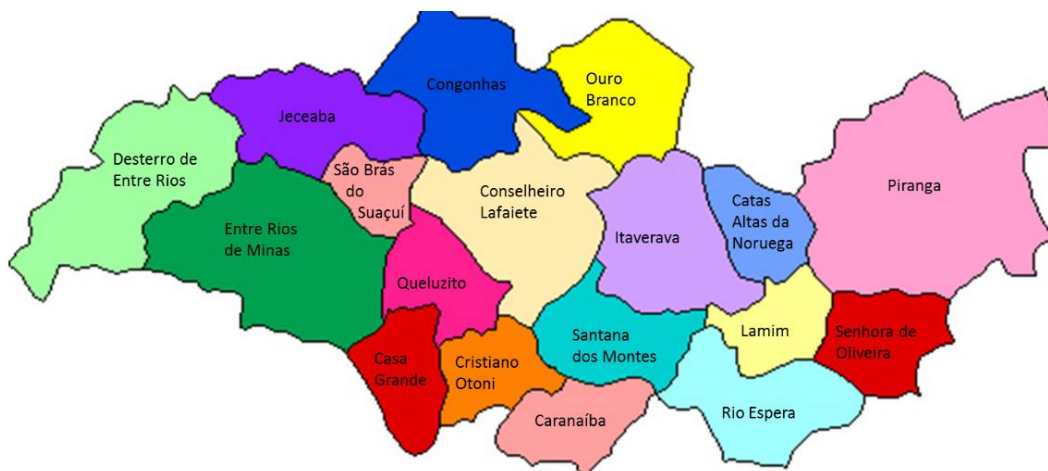 Congonhas
Ouro
Branco
Jeceaba
Desterro de
Entre Rios
São Brás
do
Suaçuí
Conselheiro
Lafaiete
Catas
Altas da
Noruega
Piranga
Entre Rios
de Minas
Itaverava
Queluzito
Santana
dos Montes
Lamim
Senhora de
Oliveira
Casa
Grande
Cristiano
Otoni
Caranaíba
Rio Espera